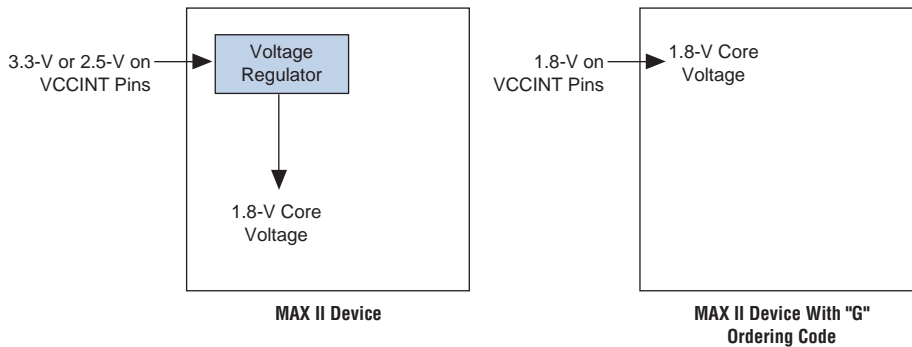 3.3-V or 2.5-V on
VCCINT Pins
Voltage
Regulator
1.8-V Core
Voltage
MAX II Device
1.8-V on
VCCINT Pins
1.8-V Core
Voltage
MAX II Device With "G"
Ordering Code